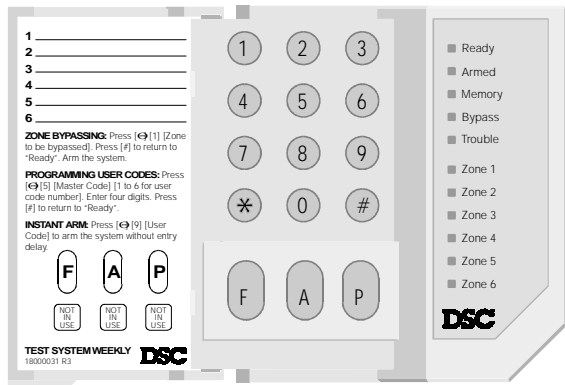 1
2
3
4
5
6
ZONE BYPASSING: Press [✱][1] [Zone
to be bypassed]. Press [#] to return to
"Ready". Arm the system.
PROGRAMMING USER CODES: Press
[✱][5] [Master Code] [1 to 6 for user
code number]. Enter four digits. Press
[#] to return to "Ready".
INSTANT ARM: Press [✱][9] [User
Code] to arm the system without entry
delay.
F A P
NOT
IN
USE
NOT
IN
USE
NOT
IN
USE
TEST SYSTEM WEEKLY
18000031 R3
DSC
1 2 3
4 5 6
7 8 9
* 0 #
F A P
Ready
Armed
Memory
Bypass
Trouble
Zone 1
Zone 2
Zone 3
Zone 4
Zone 5
Zone 6
DSC